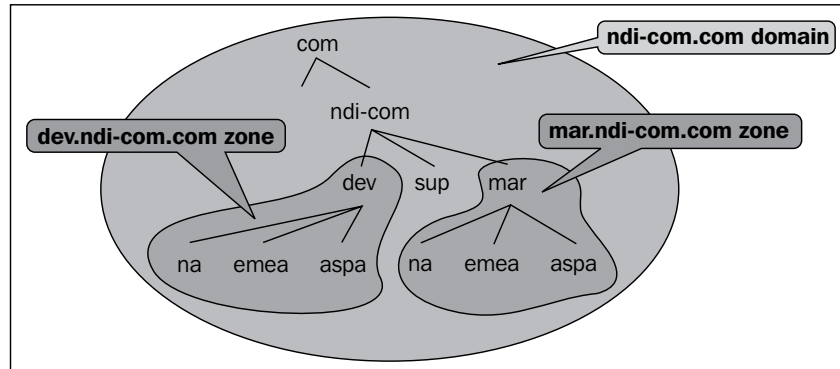 com
ndi-com.com domain
ndi-com
dev.ndi-com.com zone
mar.ndi-com.com zone
dev sup mar
na emea aspa na emea aspa